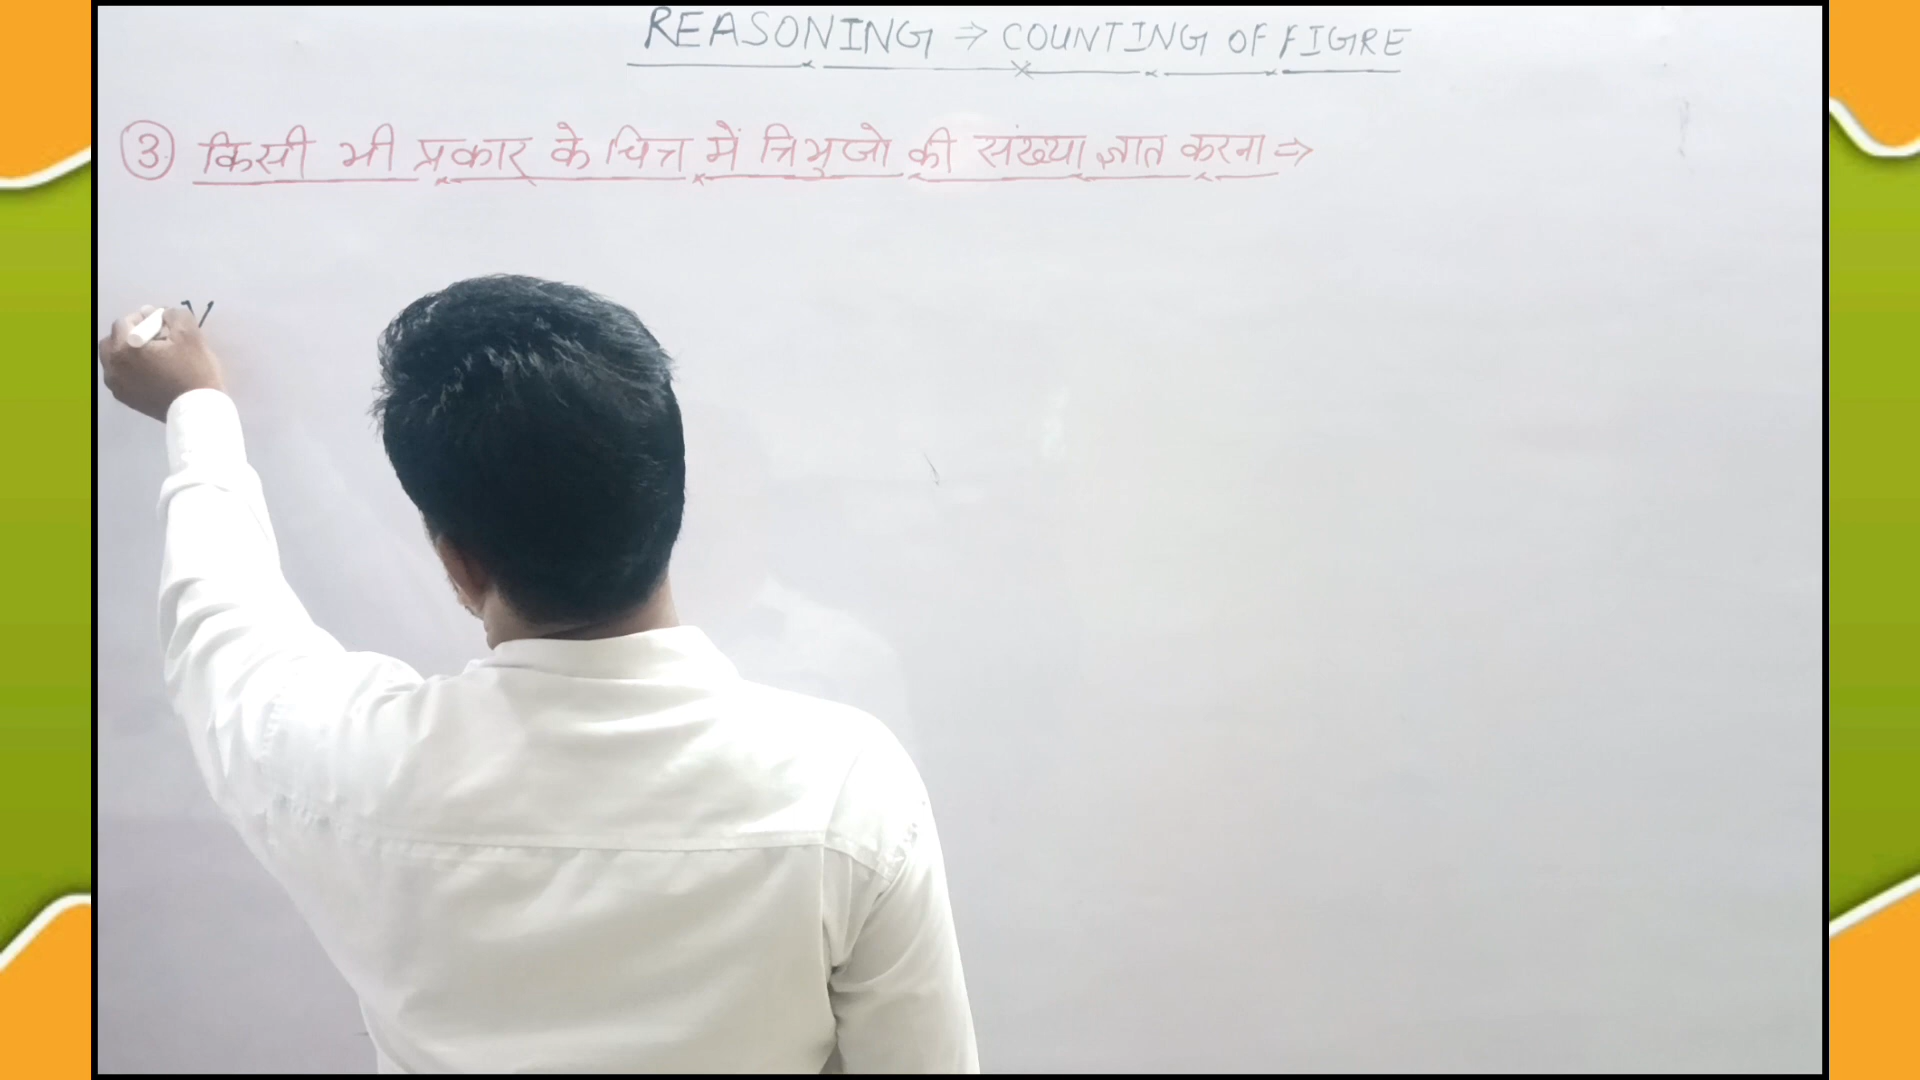 REASONING ⇒ COUNTING OF FIGRE
③ किसी भी प्रकार के चित्र में त्रिभुजो की संख्या ज्ञात करना ⇒